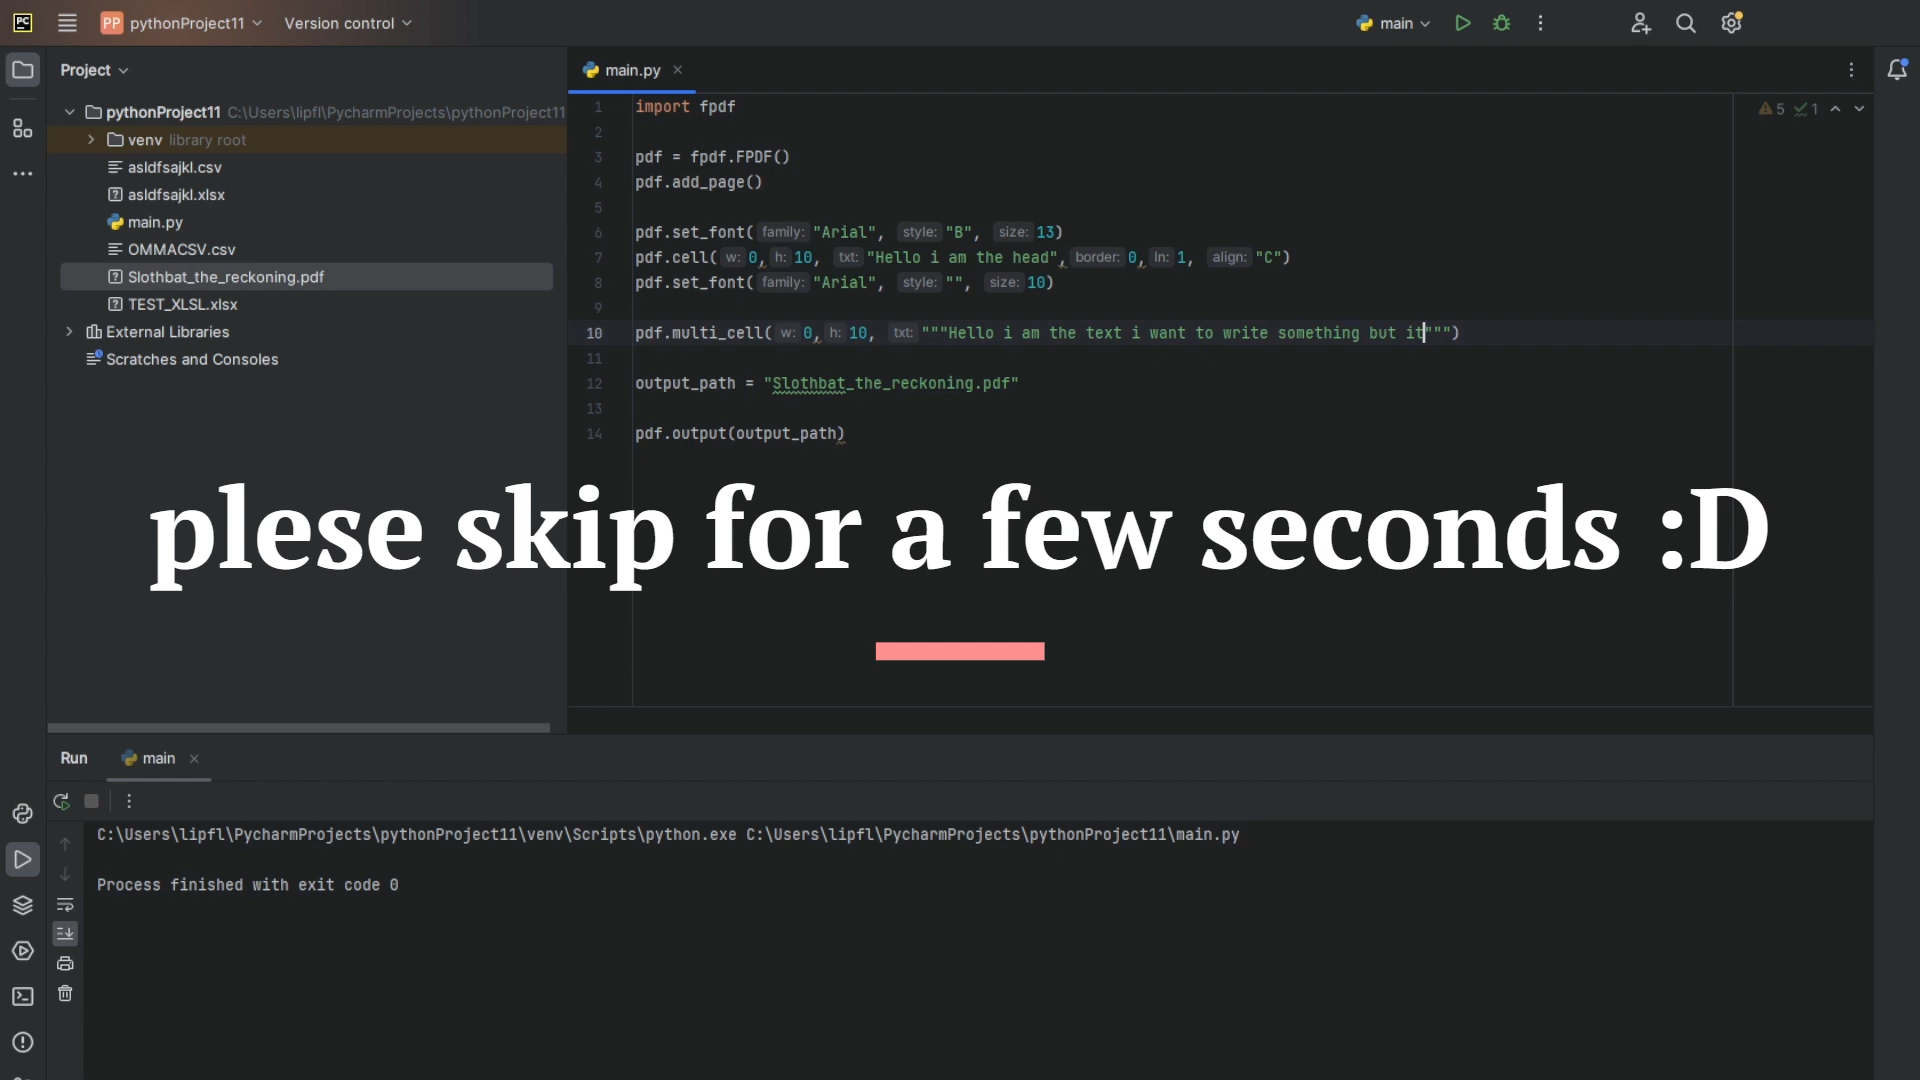 PC
PP pythonProject11 Version control main
Project
main.py
pythonProject11 C:\Users\lipfl\PycharmProjects\pythonProject11
venv library root
asldfsajkl.csv
asldfsajkl.xlsx
main.py
OMMACSV.csv
Slothbat_the_reckoning.pdf
TEST_XLSL.xlsx
External Libraries
Scratches and Consoles
5 1
1 import fpdf
2
3 pdf = fpdf.FPDF()
4 pdf.add_page()
5
6 pdf.set_font( family: "Arial", style: "B", size: 13)
7 pdf.cell( w: 0, h: 10, txt: "Hello i am the head", border: 0, ln: 1, align: "C")
8 pdf.set_font( family: "Arial", style: "", size: 10)
9
10 pdf.multi_cell( w: 0, h: 10, txt: """Hello i am the text i want to write something but it""")
11
12 output_path = "Slothbat_the_reckoning.pdf"
13
14 pdf.output(output_path)
plese skip for a few seconds :D
Run main
C:\Users\lipfl\PycharmProjects\pythonProject11\venv\Scripts\python.exe C:\Users\lipfl\PycharmProjects\pythonProject11\main.py
Process finished with exit code 0